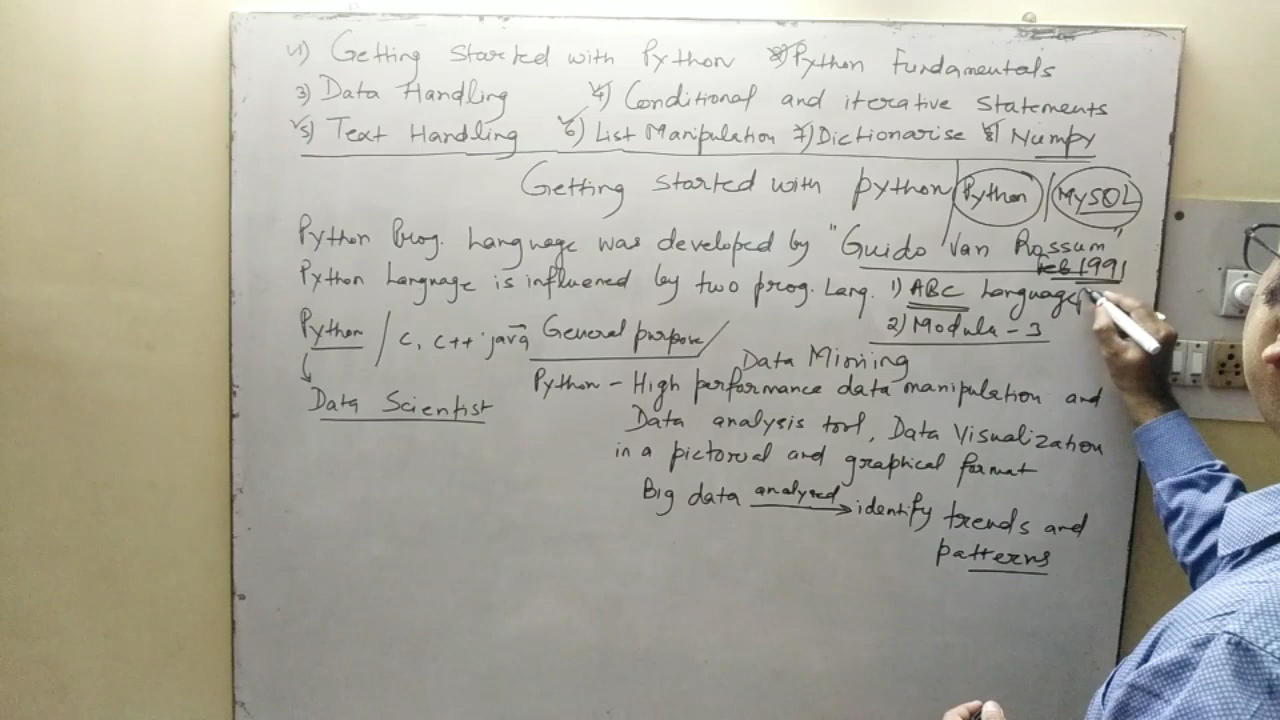 1) Getting Started with Python 2) Python Fundamentals
3) Data Handling 4) Conditional and iterative Statements
5) Text Handling 6) List Manipulation 7) Dictionarise 8) Numpy
Getting Started with python Python / MySQL
Python Prog. Language was developed by "Guido Van Rossum"
Feb 1991
Python Language is influened by two prog. Lang. 1) ABC Language
2) Modula - 3
Python / C, C++ java General purpose /
Data Mining
Data Scientist
Python - High performance data manipulation and
Data analysis tool, Data Visualization
in a pictorial and graphical format
Big data analysed → identify trends and
patterns